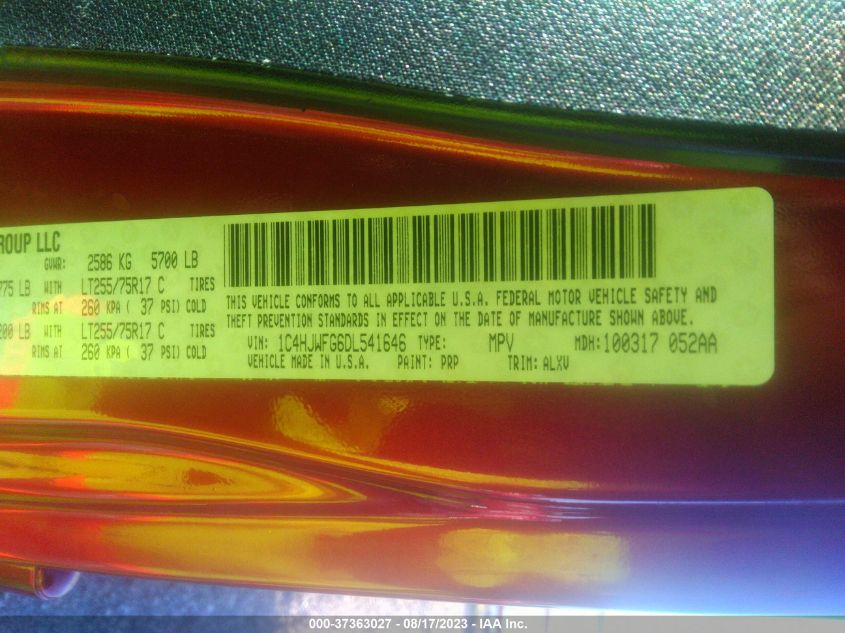 ROUP LLC
GVWR: 2586 KG 5700 LB
775 LB WITH LT255/75R17 C TIRES
RIMS AT 260 KPA ( 37 PSI) COLD
200 LB WITH LT255/75R17 C TIRES
RIMS AT 260 KPA ( 37 PSI) COLD
THIS VEHICLE CONFORMS TO ALL APPLICABLE U.S.A. FEDERAL MOTOR VEHICLE SAFETY AND
THEFT PREVENTION STANDARDS IN EFFECT ON THE DATE OF MANUFACTURE SHOWN ABOVE.
VIN: 1C4HJWFG6DL541646 TYPE: MPV MDH: 100317 052AA
VEHICLE MADE IN U.S.A. PAINT: PRP TRIM: ALXV
000-37363027 - 08/17/2023 - IAA Inc.